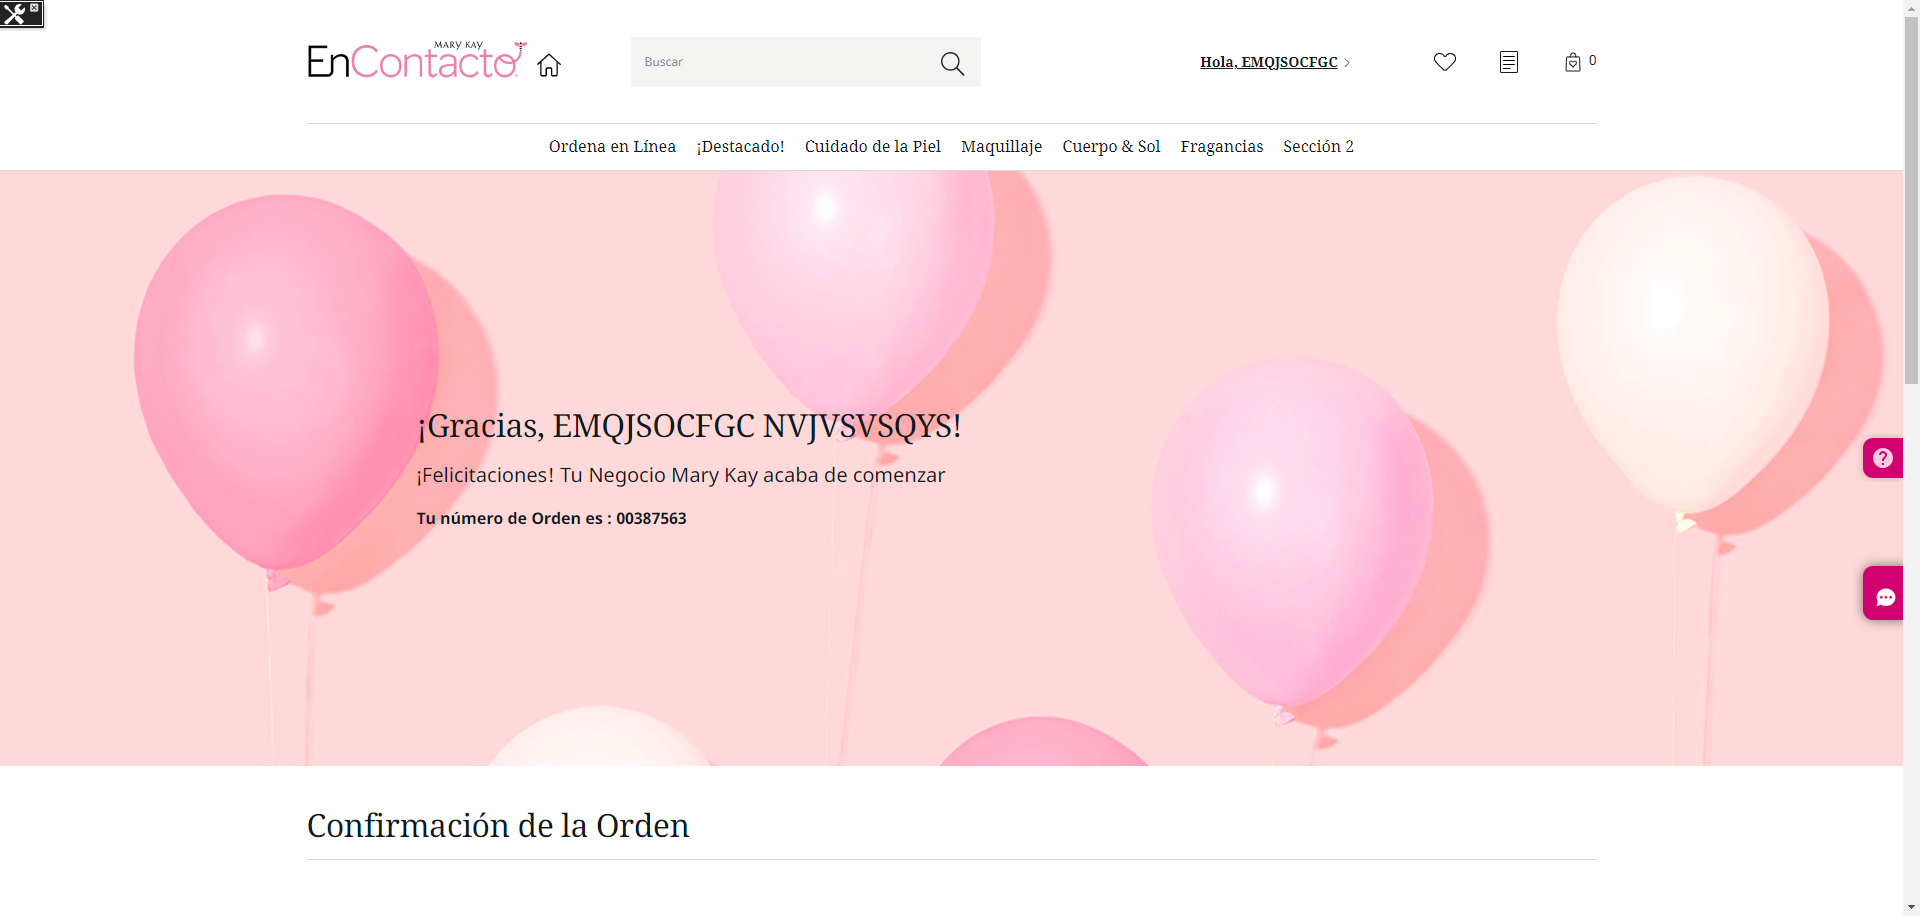 MARY KAY
EnContacto
Buscar
Hola, EMQJSOCFGC
0
Ordena en Línea ¡Destacado! Cuidado de la Piel Maquillaje Cuerpo & Sol Fragancias Sección 2
¡Gracias, EMQJSOCFGC NVJVSVSQYS!
¡Felicitaciones! Tu Negocio Mary Kay acaba de comenzar
Tu número de Orden es : 00387563
Confirmación de la Orden